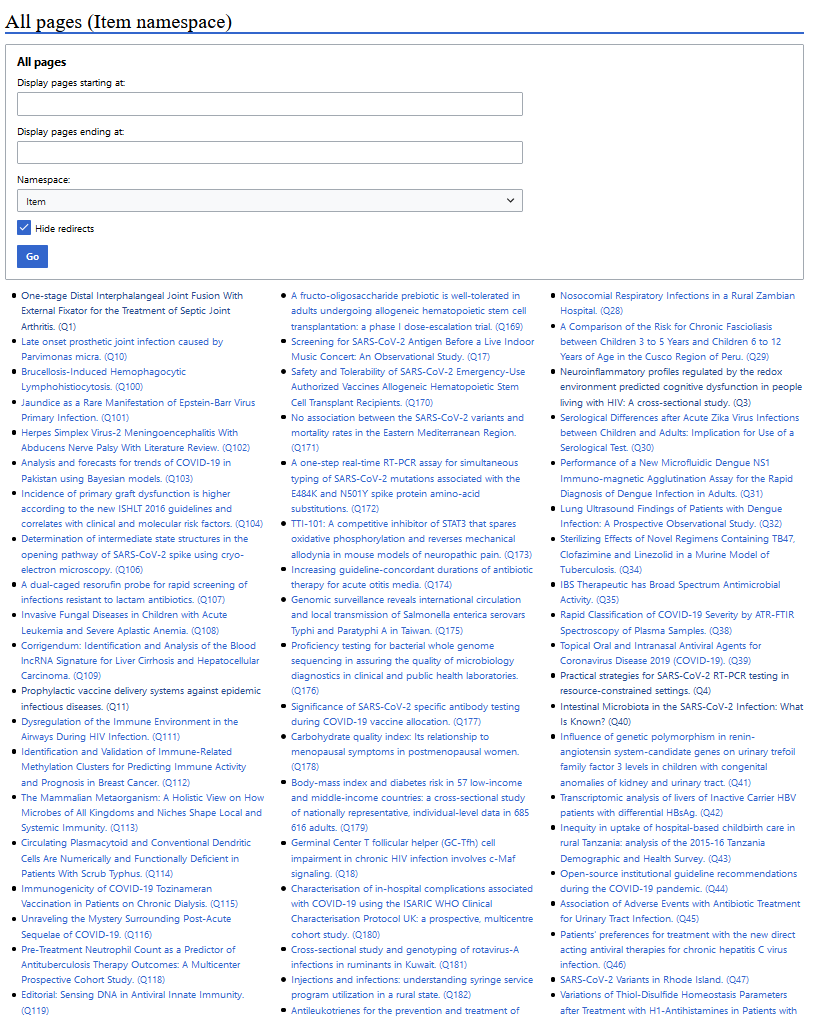 All pages (Item namespace)
All pages
Display pages starting at:
Display pages ending at:
Namespace:
Item
Hide redirects
Go
One-stage Distal Interphalangeal Joint Fusion With
External Fixator for the Treatment of Septic Joint
Arthritis. (Q1)
Late onset prosthetic joint infection caused by
Parvimonas micra. (Q10)
Brucellosis-Induced Hemophagocytic
Lymphohistiocytosis. (Q100)
Jaundice as a Rare Manifestation of Epstein-Barr Virus
Primary Infection. (Q101)
Herpes Simplex Virus-2 Meningoencephalitis With
Abducens Nerve Palsy With Literature Review. (Q102)
Analysis and forecasts for trends of COVID-19 in
Pakistan using Bayesian models. (Q103)
Incidence of primary graft dysfunction is higher
according to the new ISHLT 2016 guidelines and
correlates with clinical and molecular risk factors. (Q104)
Determination of intermediate state structures in the
opening pathway of SARS-CoV-2 spike using cryo-
electron microscopy. (Q106)
A dual-caged resorufin probe for rapid screening of
infections resistant to lactam antibiotics. (Q107)
Invasive Fungal Diseases in Children with Acute
Leukemia and Severe Aplastic Anemia. (Q108)
Corrigendum: Identification and Analysis of the Blood
lncRNA Signature for Liver Cirrhosis and Hepatocellular
Carcinoma. (Q109)
Prophylactic vaccine delivery systems against epidemic
infectious diseases. (Q11)
Dysregulation of the Immune Environment in the
Airways During HIV Infection. (Q111)
Identification and Validation of Immune-Related
Methylation Clusters for Predicting Immune Activity
and Prognosis in Breast Cancer. (Q112)
The Mammalian Metaorganism: A Holistic View on How
Microbes of All Kingdoms and Niches Shape Local and
Systemic Immunity. (Q113)
Circulating Plasmacytoid and Conventional Dendritic
Cells Are Numerically and Functionally Deficient in
Patients With Scrub Typhus. (Q114)
Immunogenicity of COVID-19 Tozinameran
Vaccination in Patients on Chronic Dialysis. (Q115)
Unraveling the Mystery Surrounding Post-Acute
Sequelae of COVID-19. (Q116)
Pre-Treatment Neutrophil Count as a Predictor of
Antituberculosis Therapy Outcomes: A Multicenter
Prospective Cohort Study. (Q118)
Editorial: Sensing DNA in Antiviral Innate Immunity.
(Q119)
A fructo-oligosaccharide prebiotic is well-tolerated in
adults undergoing allogeneic hematopoietic stem cell
transplantation: a phase I dose-escalation trial. (Q169)
Screening for SARS-CoV-2 Antigen Before a Live Indoor
Music Concert: An Observational Study. (Q17)
Safety and Tolerability of SARS-CoV-2 Emergency-Use
Authorized Vaccines Allogeneic Hematopoietic Stem
Cell Transplant Recipients. (Q170)
No association between the SARS-CoV-2 variants and
mortality rates in the Eastern Mediterranean Region.
(Q171)
A one-step real-time RT-PCR assay for simultaneous
typing of SARS-CoV-2 mutations associated with the
E484K and N501Y spike protein amino-acid
substitutions. (Q172)
TTI-101: A competitive inhibitor of STAT3 that spares
oxidative phosphorylation and reverses mechanical
allodynia in mouse models of neuropathic pain. (Q173)
Increasing guideline-concordant durations of antibiotic
therapy for acute otitis media. (Q174)
Genomic surveillance reveals international circulation
and local transmission of Salmonella enterica serovars
Typhi and Paratyphi A in Taiwan. (Q175)
Proficiency testing for bacterial whole genome
sequencing in assuring the quality of microbiology
diagnostics in clinical and public health laboratories.
(Q176)
Significance of SARS-CoV-2 specific antibody testing
during COVID-19 vaccine allocation. (Q177)
Carbohydrate quality index: Its relationship to
menopausal symptoms in postmenopausal women.
(Q178)
Body-mass index and diabetes risk in 57 low-income
and middle-income countries: a cross-sectional study
of nationally representative, individual-level data in 685
616 adults. (Q179)
Germinal Center T follicular helper (GC-Tfh) cell
impairment in chronic HIV infection involves c-Maf
signaling. (Q18)
Characterisation of in-hospital complications associated
with COVID-19 using the ISARIC WHO Clinical
Characterisation Protocol UK: a prospective, multicentre
cohort study. (Q180)
Cross-sectional study and genotyping of rotavirus-A
infections in ruminants in Kuwait. (Q181)
Injections and infections: understanding syringe service
program utilization in a rural state. (Q182)
Antileukotrienes for the prevention and treatment of
Nosocomial Respiratory Infections in a Rural Zambian
Hospital. (Q28)
A Comparison of the Risk for Chronic Fascioliasis
between Children 3 to 5 Years and Children 6 to 12
Years of Age in the Cusco Region of Peru. (Q29)
Neuroinflammatory profiles regulated by the redox
environment predicted cognitive dysfunction in people
living with HIV: A cross-sectional study. (Q3)
Serological Differences after Acute Zika Virus Infections
between Children and Adults: Implication for Use of a
Serological Test. (Q30)
Performance of a New Microfluidic Dengue NS1
Immuno-magnetic Agglutination Assay for the Rapid
Diagnosis of Dengue Infection in Adults. (Q31)
Lung Ultrasound Findings of Patients with Dengue
Infection: A Prospective Observational Study. (Q32)
Sterilizing Effects of Novel Regimens Containing TB47,
Clofazimine and Linezolid in a Murine Model of
Tuberculosis. (Q34)
IBS Therapeutic has Broad Spectrum Antimicrobial
Activity. (Q35)
Rapid Classification of COVID-19 Severity by ATR-FTIR
Spectroscopy of Plasma Samples. (Q38)
Topical Oral and Intranasal Antiviral Agents for
Coronavirus Disease 2019 (COVID-19). (Q39)
Practical strategies for SARS-CoV-2 RT-PCR testing in
resource-constrained settings. (Q4)
Intestinal Microbiota in the SARS-CoV-2 Infection: What
Is Known? (Q40)
Influence of genetic polymorphism in renin-
angiotensin system-candidate genes on urinary trefoil
family factor 3 levels in children with congenital
anomalies of kidney and urinary tract. (Q41)
Transcriptomic analysis of livers of Inactive Carrier HBV
patients with differential HBsAg. (Q42)
Inequity in uptake of hospital-based childbirth care in
rural Tanzania: analysis of the 2015-16 Tanzania
Demographic and Health Survey. (Q43)
Open-source institutional guideline recommendations
during the COVID-19 pandemic. (Q44)
Association of Adverse Events with Antibiotic Treatment
for Urinary Tract Infection. (Q45)
Patients' preferences for treatment with the new direct
acting antiviral therapies for chronic hepatitis C virus
infection. (Q46)
SARS-CoV-2 Variants in Rhode Island. (Q47)
Variations of Thiol-Disulfide Homeostasis Parameters
after Treatment with H1-Antihistamines in Patients with